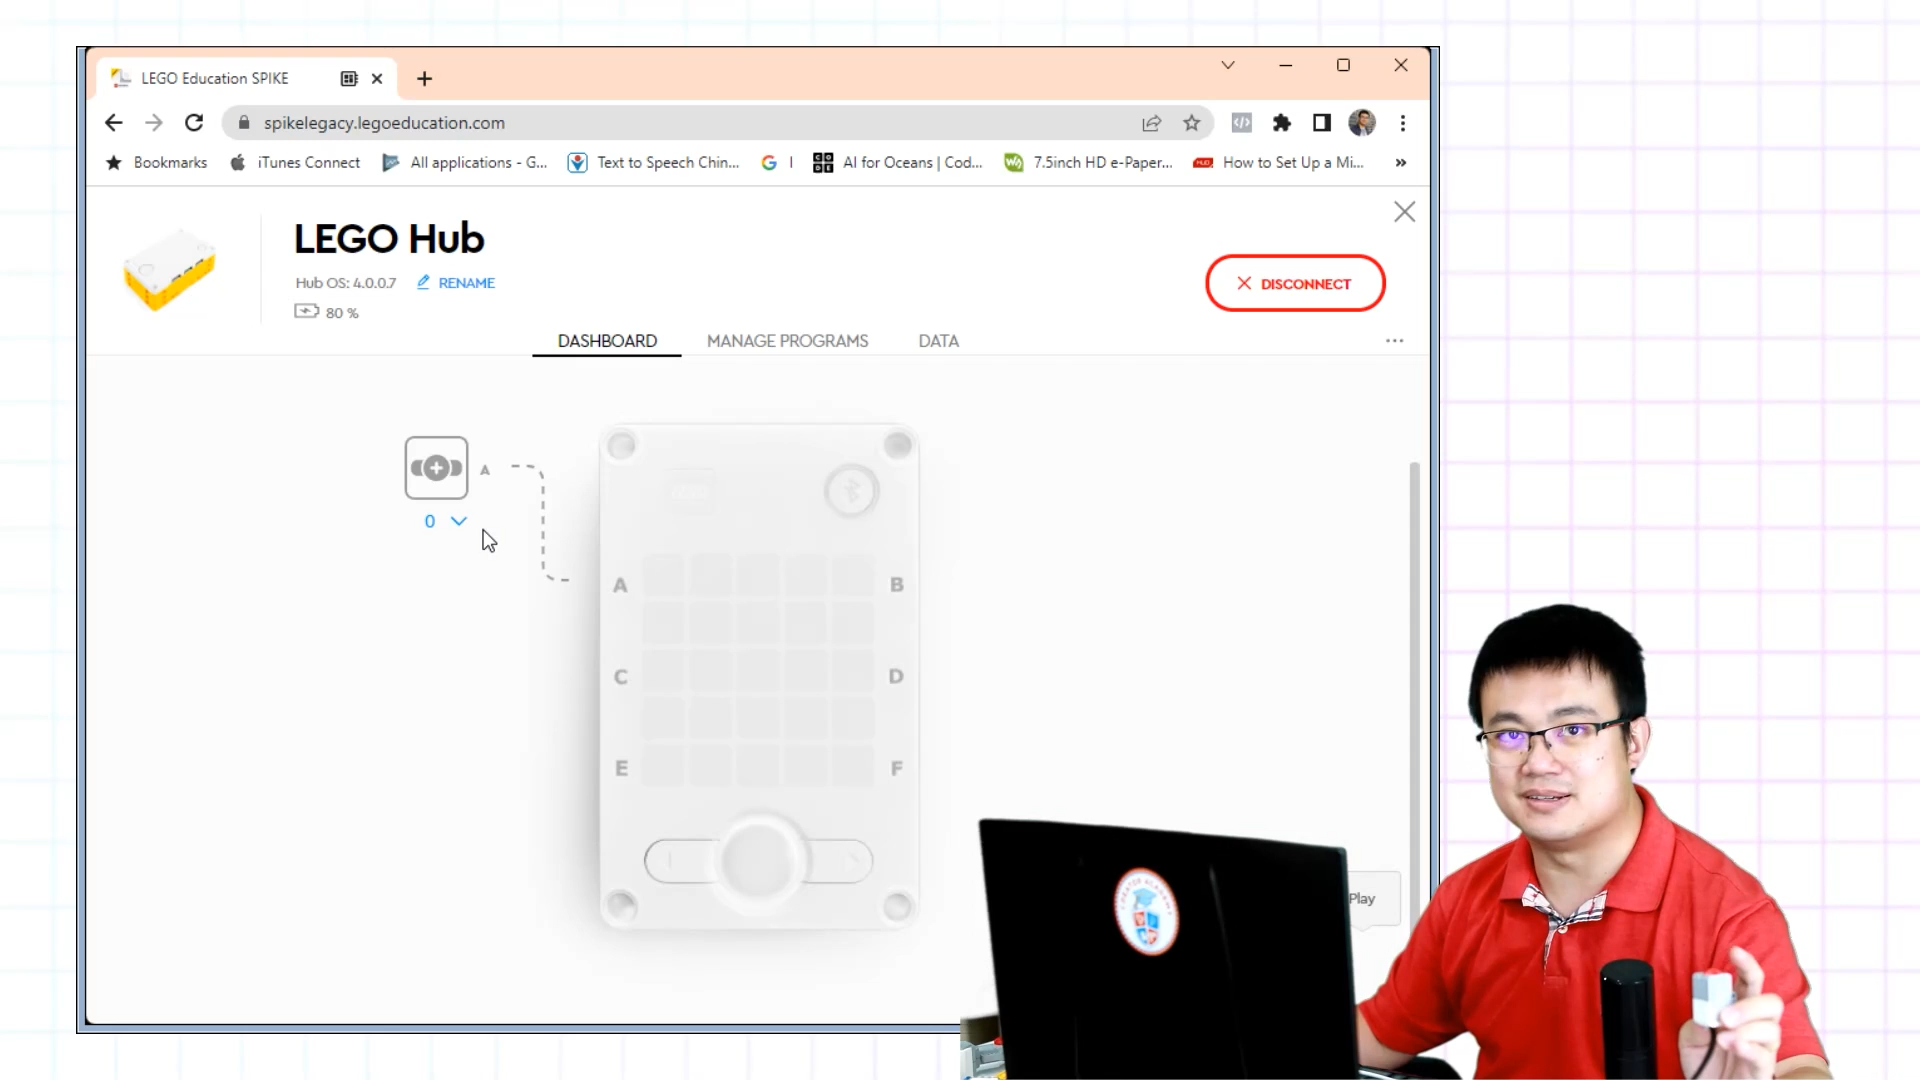 LEGO Education SPIKE
spikelegacy.legoeducation.com
Bookmarks
iTunes Connect
All applications - G...
Text to Speech Chin...
I
AI for Oceans | Cod...
7.5inch HD e-Paper...
How to Set Up a Mi...
»
LEGO Hub
Hub OS: 4.0.0.7
RENAME
80 %
DISCONNECT
DASHBOARD
MANAGE PROGRAMS
DATA
A
0
A
B
C
D
E
F
Play